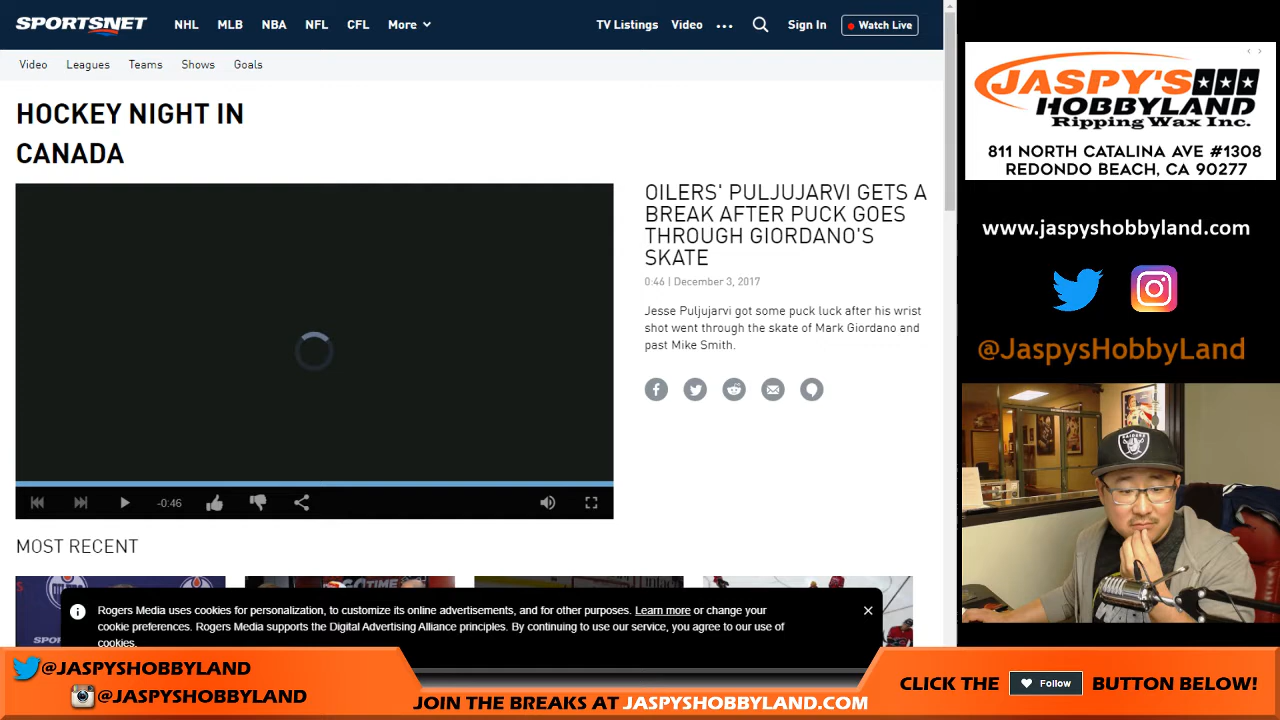 SPORTSNET NHL MLB NBA NFL CFL More TV Listings Video ... Sign In Watch Live
Video Leagues Teams Shows Goals
HOCKEY NIGHT IN
CANADA
OILERS' PULJUJARVI GETS A
BREAK AFTER PUCK GOES
THROUGH GIORDANO'S
SKATE
0:46 | December 3, 2017
Jesse Puljujarvi got some puck luck after his wrist
shot went through the skate of Mark Giordano and
past Mike Smith.
-0:46
MOST RECENT
GOTIME
SPO
Rogers Media uses cookies for personalization, to customize its online advertisements, and for other purposes. Learn more or change your
cookie preferences. Rogers Media supports the Digital Advertising Alliance principles. By continuing to use our service, you agree to our use of
cookies.
JASPY'S
HOBBYLAND
Ripping Wax Inc.
811 NORTH CATALINA AVE #1308
REDONDO BEACH, CA 90277
www.jaspyshobbyland.com
@JaspysHobbyLand
RAIDERS
@JASPYSHOBBYLAND
@JASPYSHOBBYLAND
JOIN THE BREAKS AT JASPYSHOBBYLAND.COM
CLICK THE Follow BUTTON BELOW!